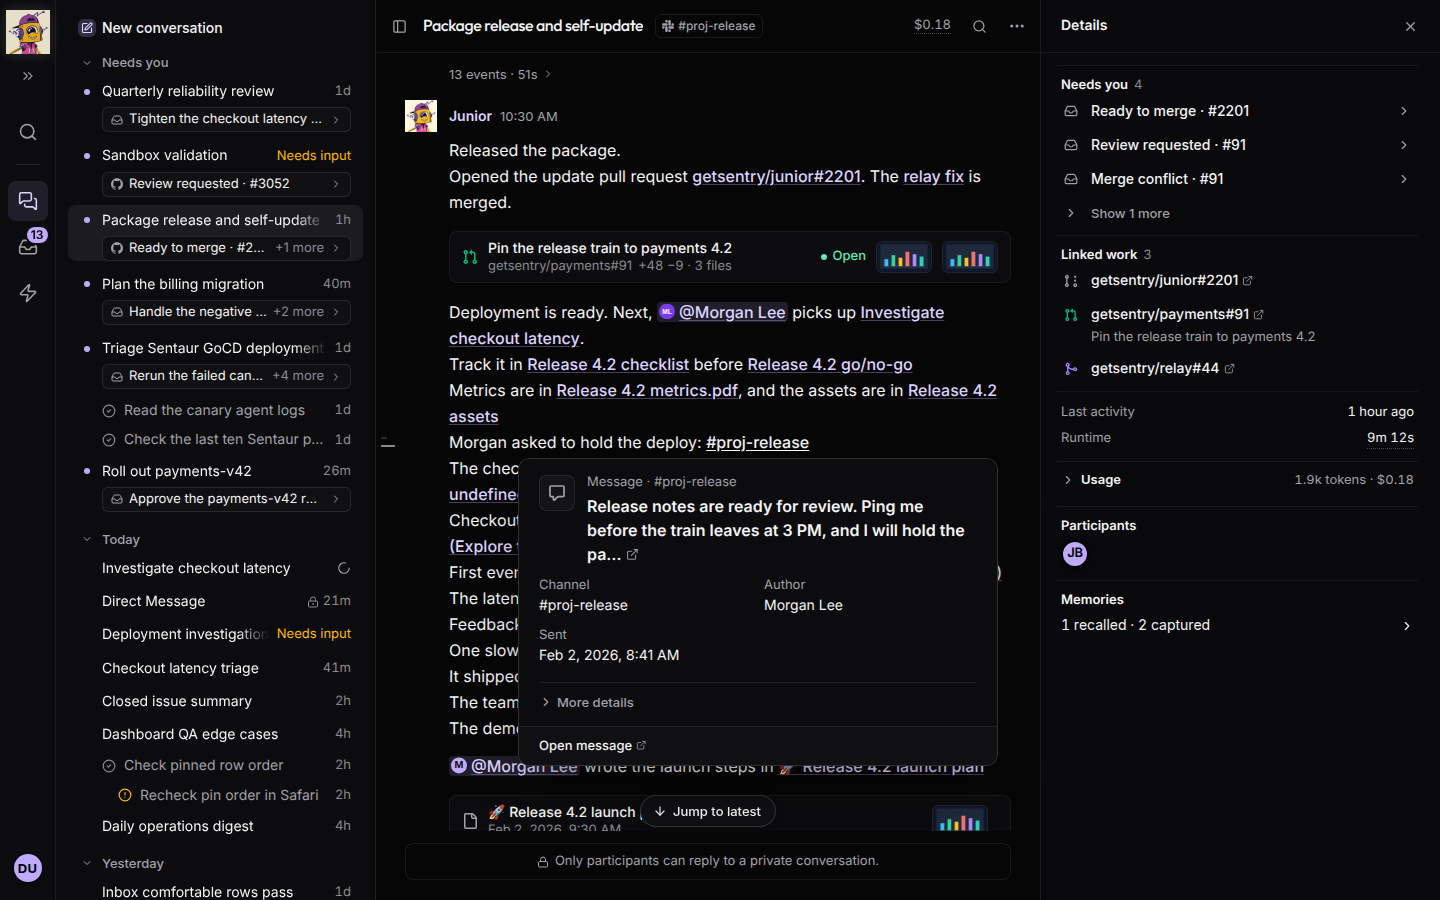 New conversation
Needs you
Quarterly reliability review 1d
Tighten the checkout latency ...
Sandbox validation Needs input
Review requested · #3052
Package release and self-update 1h
Ready to merge · #2... +1 more
13
Plan the billing migration 40m
Handle the negative ... +2 more
Triage Sentaur GoCD deployment 1d
Rerun the failed can... +4 more
Read the canary agent logs 1d
Check the last ten Sentaur p... 1d
Roll out payments-v42 26m
Approve the payments-v42 r...
Today
Investigate checkout latency
Direct Message 21m
Deployment investigation Needs input
Checkout latency triage 41m
Closed issue summary 2h
Dashboard QA edge cases 4h
Check pinned row order 2h
Recheck pin order in Safari 2h
Daily operations digest 4h
Yesterday
Inbox comfortable rows pass 1d
DU
Package release and self-update #proj-release $0.18
13 events · 51s
Junior 10:30 AM
Released the package.
Opened the update pull request getsentry/junior#2201. The relay fix is
merged.
Pin the release train to payments 4.2
getsentry/payments#91 +48 −9 · 3 files
Open
Deployment is ready. Next, ML @Morgan Lee picks up Investigate
checkout latency.
Track it in Release 4.2 checklist before Release 4.2 go/no-go
Metrics are in Release 4.2 metrics.pdf, and the assets are in Release 4.2
assets
Morgan asked to hold the deploy: #proj-release
The chec
undefine
Checkout
(Explore
First ever )
The laten
Feedback
One slow
It shipped
The team
The demo
Message · #proj-release
Release notes are ready for review. Ping me
before the train leaves at 3 PM, and I will hold the
pa...
Channel Author
#proj-release Morgan Lee
Sent
Feb 2, 2026, 8:41 AM
More details
Open message
M @Morgan Lee wrote the launch steps in 🚀 Release 4.2 launch plan
🚀 Release 4.2 launch
Feb 2, 2026, 9:30 AM
Jump to latest
Only participants can reply to a private conversation.
Details
Needs you 4
Ready to merge · #2201
Review requested · #91
Merge conflict · #91
Show 1 more
Linked work 3
getsentry/junior#2201
getsentry/payments#91
Pin the release train to payments 4.2
getsentry/relay#44
Last activity 1 hour ago
Runtime 9m 12s
Usage 1.9k tokens · $0.18
Participants
JB
Memories
1 recalled · 2 captured